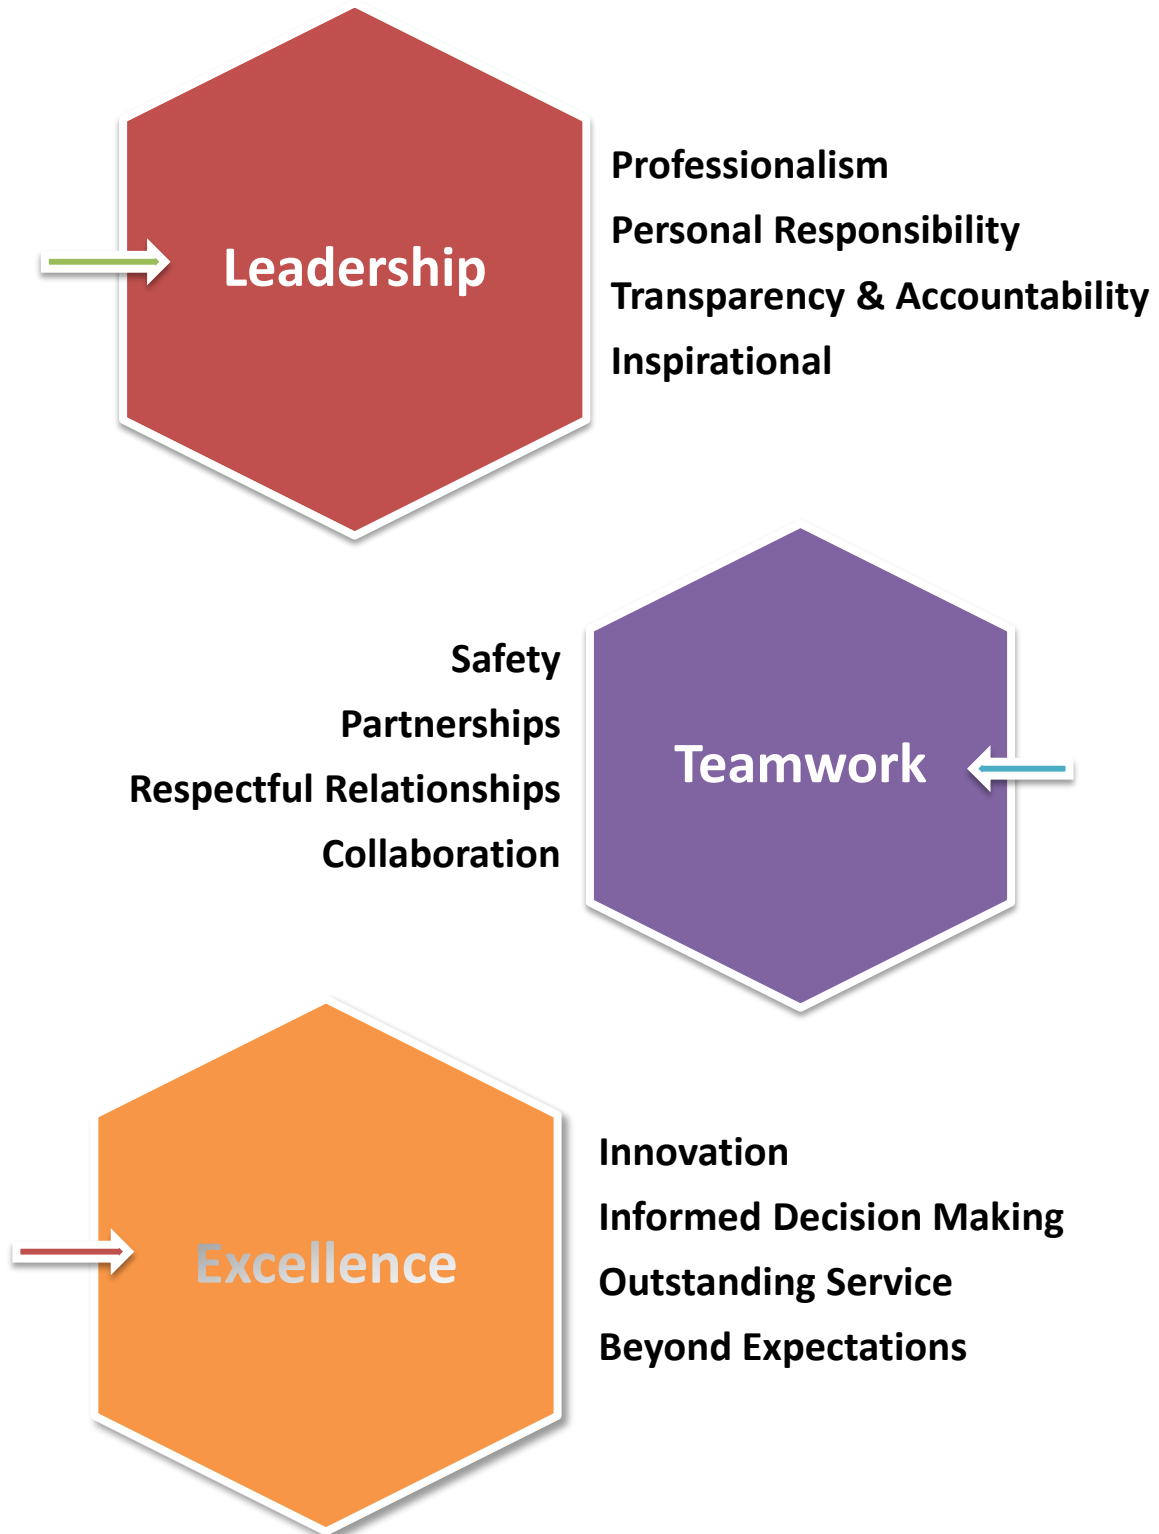 Leadership
Professionalism
Personal Responsibility
Transparency & Accountability
Inspirational
Safety
Partnerships
Respectful Relationships
Collaboration
Teamwork
Excellence
Innovation
Informed Decision Making
Outstanding Service
Beyond Expectations